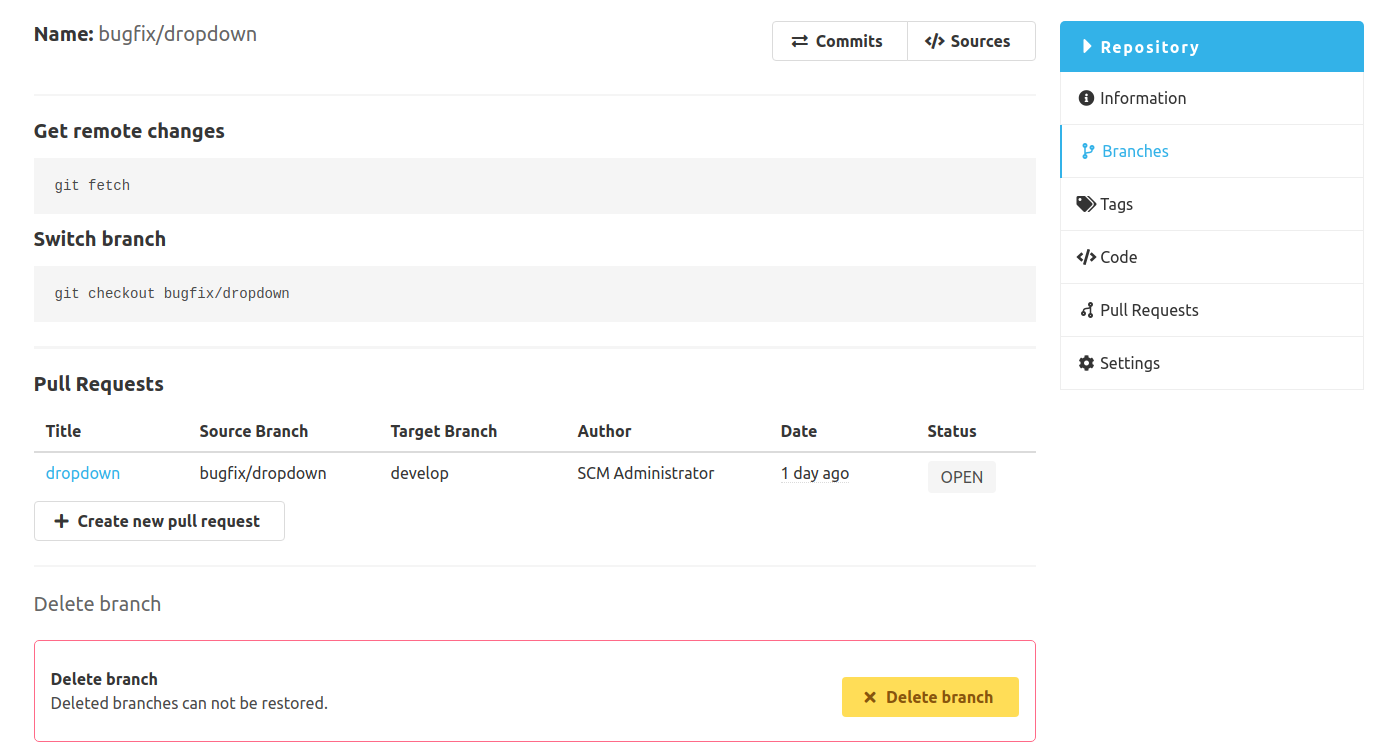 Name: bugfix/dropdown
Commits
Sources
Get remote changes
git fetch
Switch branch
git checkout bugfix/dropdown
Pull Requests
Title Source Branch Target Branch Author Date Status
dropdown bugfix/dropdown develop SCM Administrator 1 day ago OPEN
Create new pull request
Delete branch
Delete branch
Deleted branches can not be restored.
Delete branch
Repository
Information
Branches
Tags
Code
Pull Requests
Settings